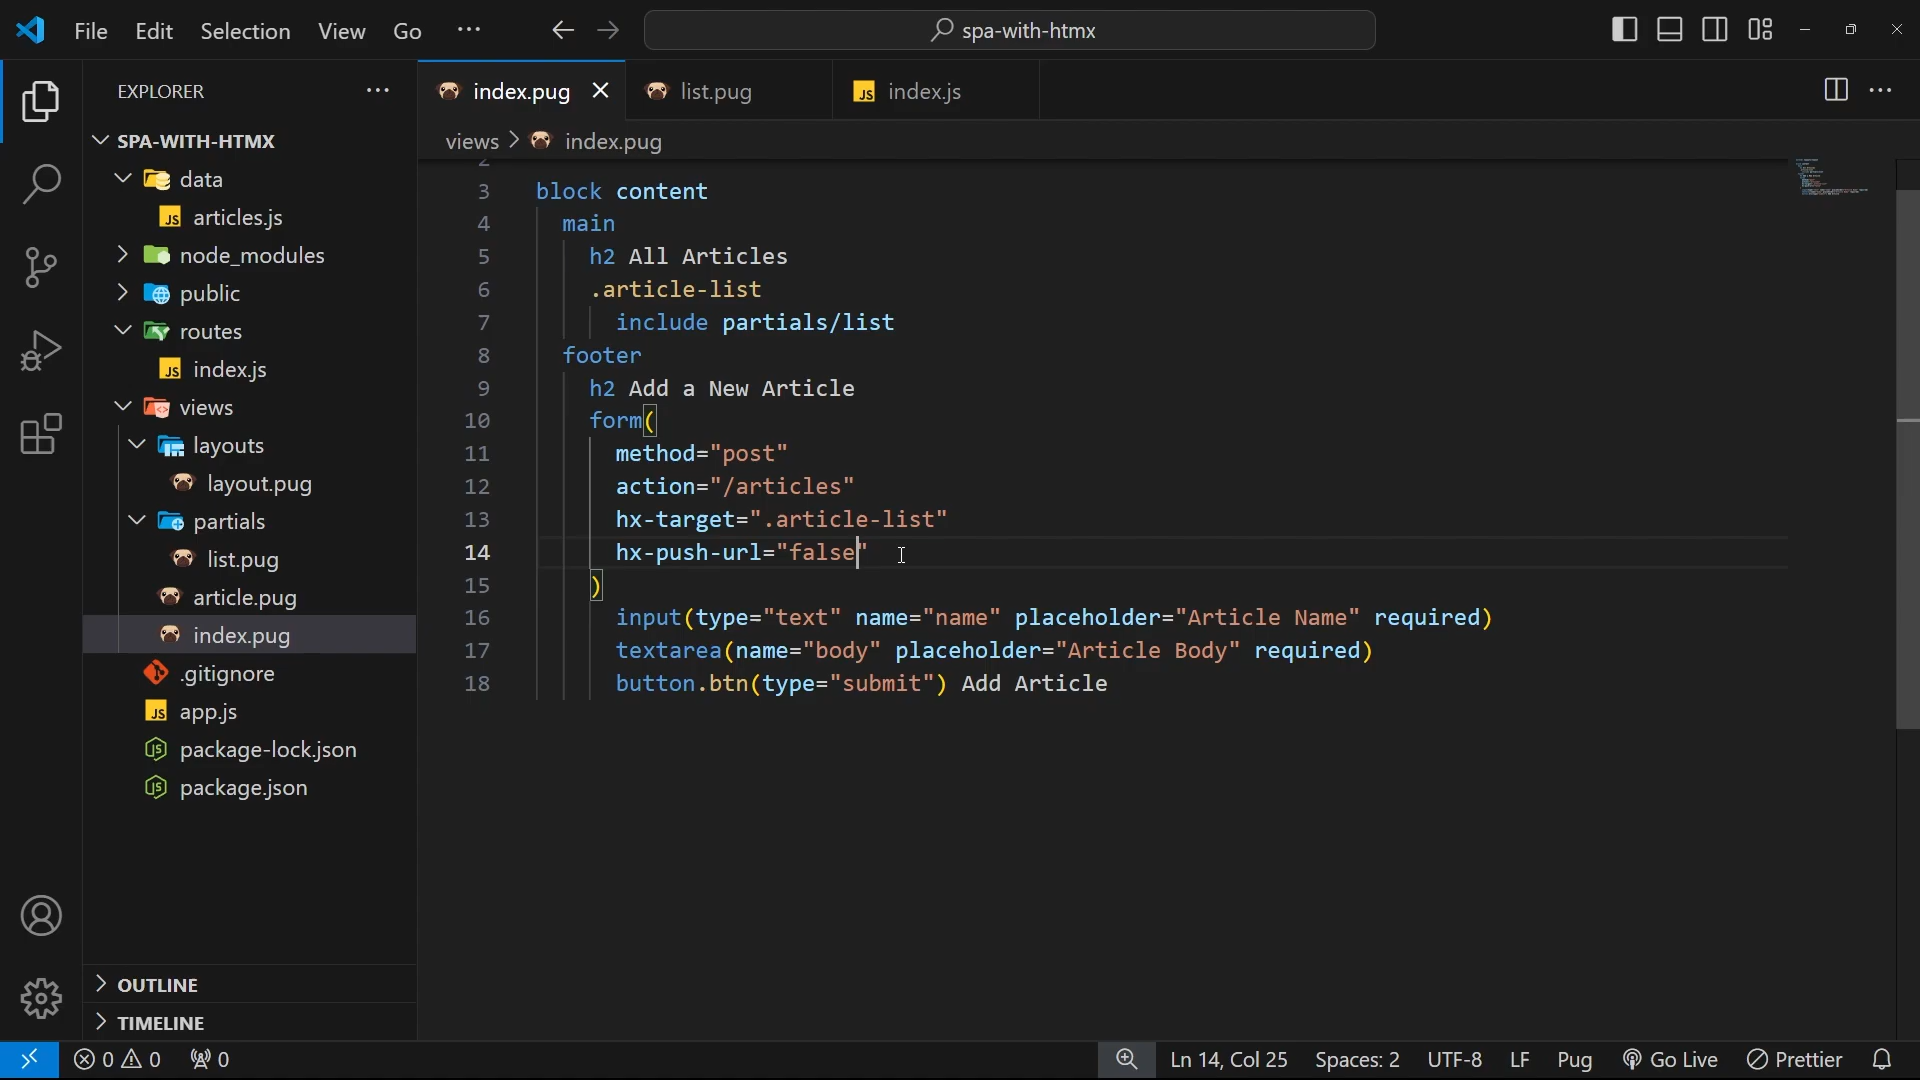 File Edit Selection View Go ...
spa-with-htmx
EXPLORER
SPA-WITH-HTMX
data
JS articles.js
node_modules
public
routes
JS index.js
views
layouts
layout.pug
partials
list.pug
article.pug
index.pug
.gitignore
JS app.js
package-lock.json
package.json
OUTLINE
TIMELINE
index.pug
list.pug
JS index.js
views > index.pug
2
3 block content
4 main
5 h2 All Articles
6 .article-list
7 include partials/list
8 footer
9 h2 Add a New Article
10 form(
11 method="post"
12 action="/articles"
13 hx-target=".article-list"
14 hx-push-url="false"
15 )
16 input(type="text" name="name" placeholder="Article Name" required)
17 textarea(name="body" placeholder="Article Body" required)
18 button.btn(type="submit") Add Article
0 0 0
Ln 14, Col 25 Spaces: 2 UTF-8 LF Pug Go Live Prettier